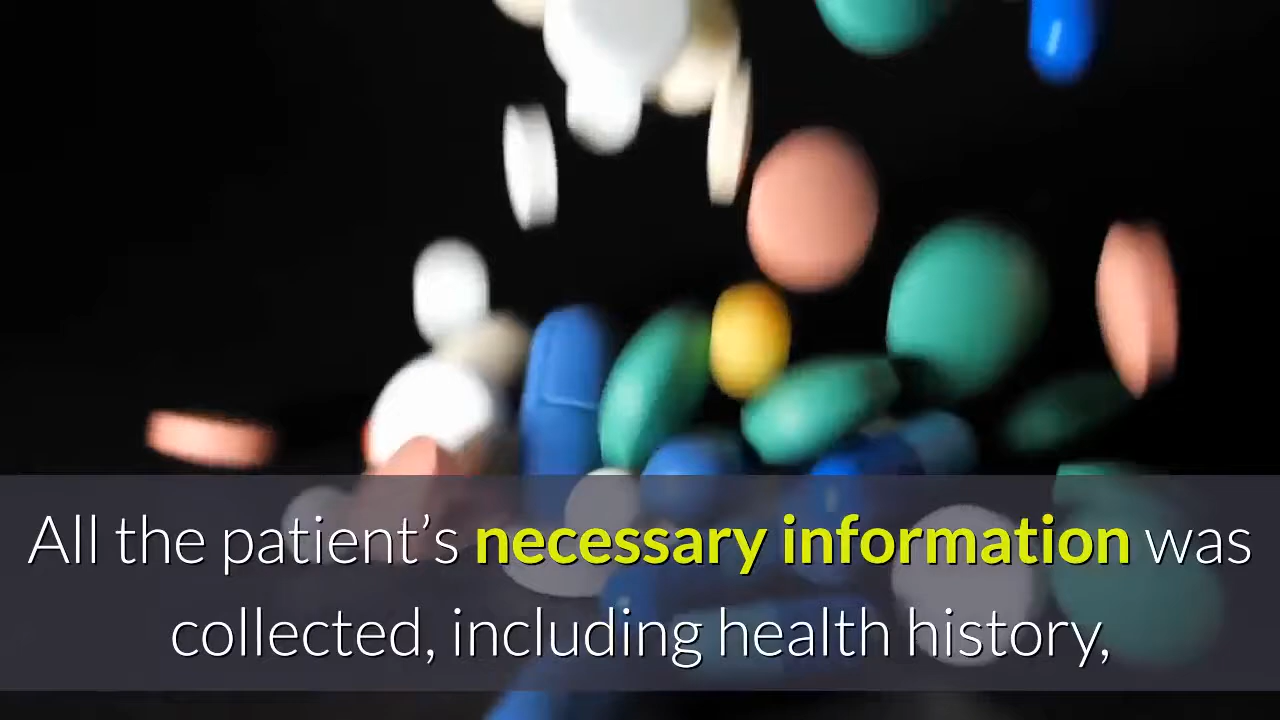 All the patient’s necessary information was
collected, including health history,